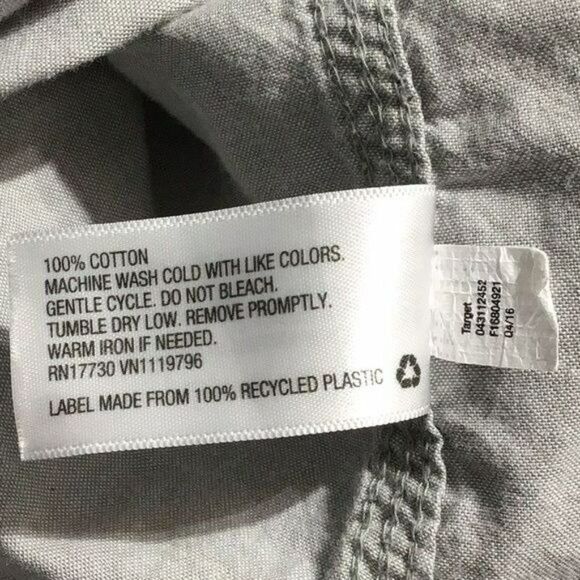 100% COTTON
MACHINE WASH COLD WITH LIKE COLORS.
GENTLE CYCLE. DO NOT BLEACH.
TUMBLE DRY LOW. REMOVE PROMPTLY.
WARM IRON IF NEEDED.
RN17730 VN1119796
LABEL MADE FROM 100% RECYCLED PLASTIC
Target
043112452
F16804921
04/16